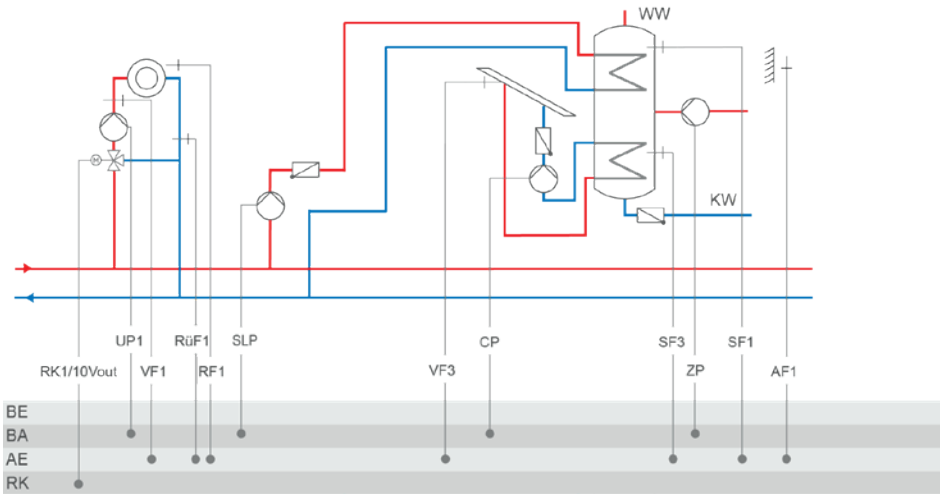 WW
M
KW
UP1 RüF1 SLP CP SF3 SF1
RK1/10Vout VF1 RF1 VF3 ZP AF1
BE
BA
AE
RK